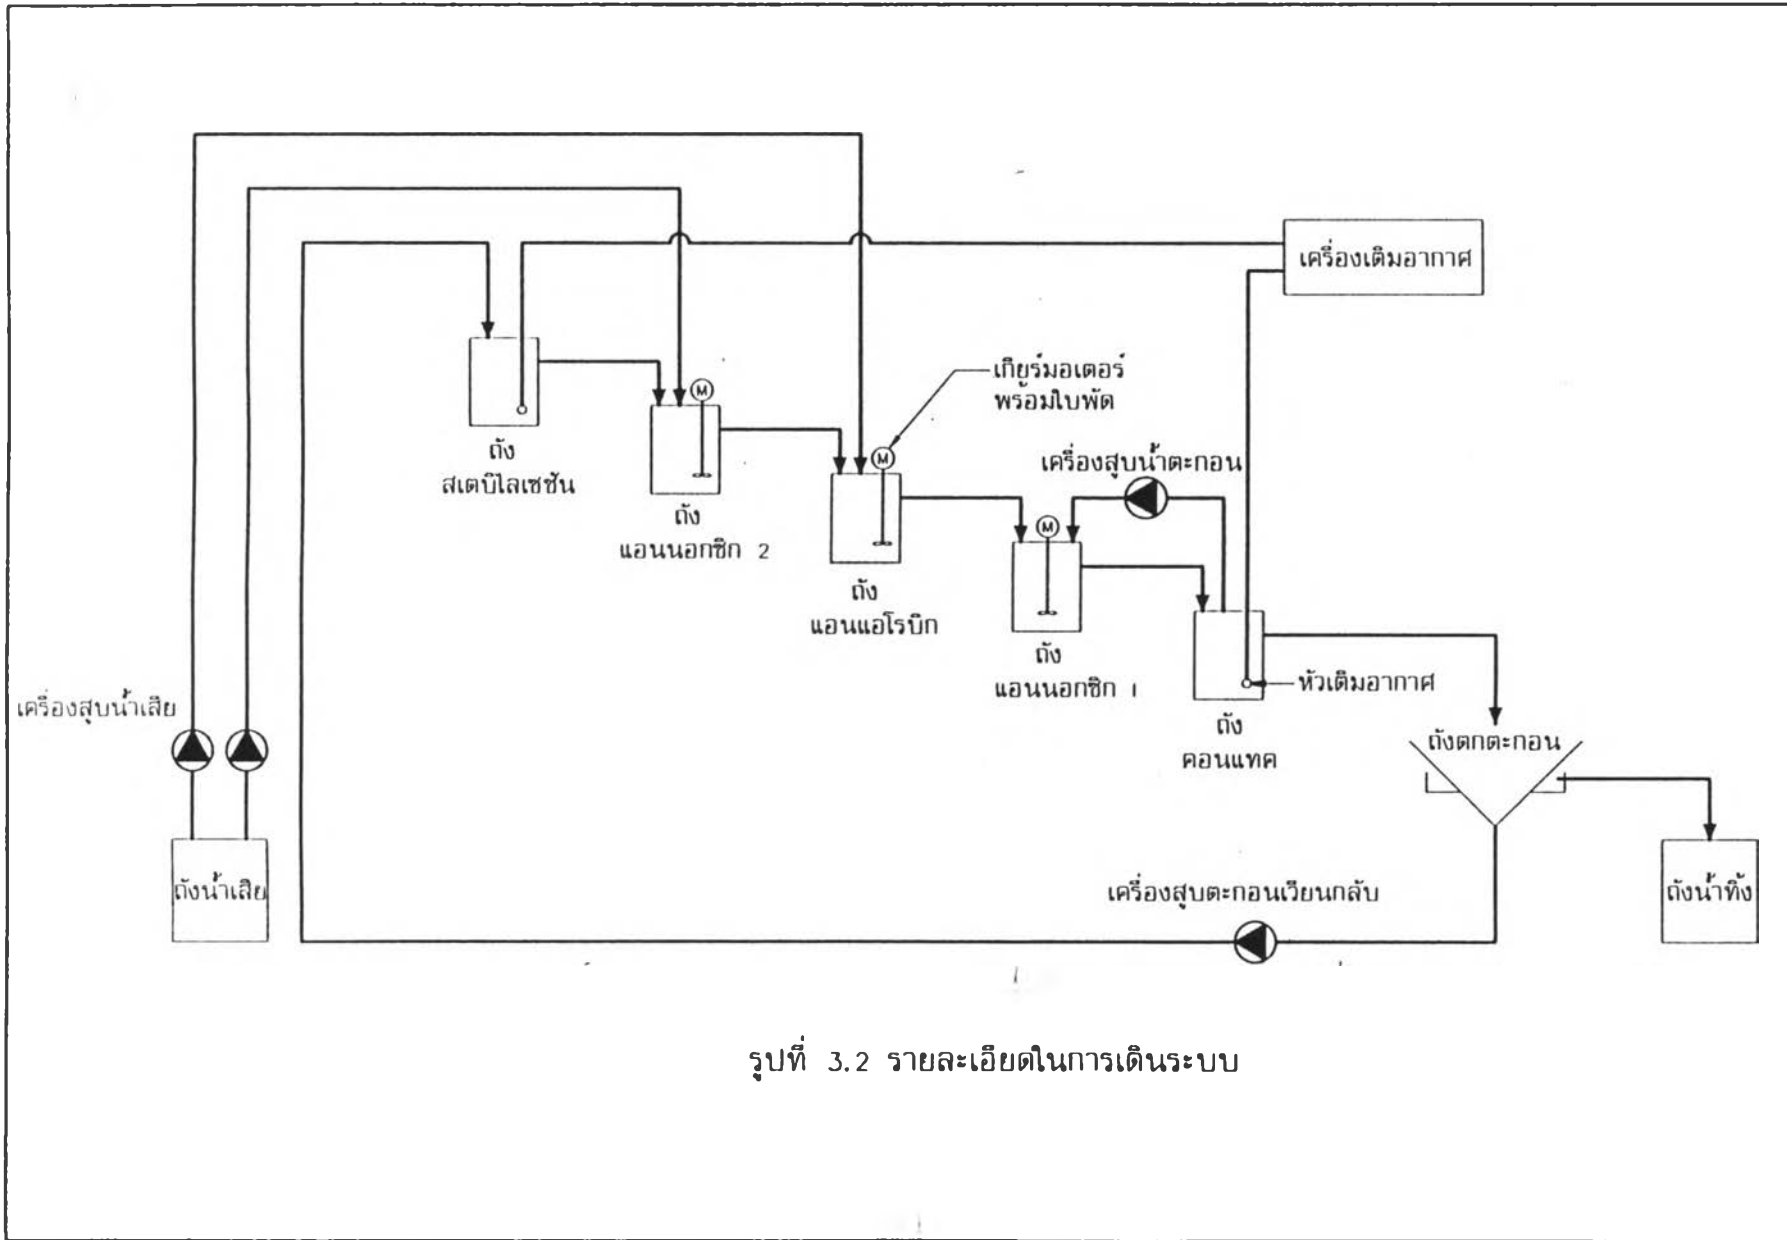 เครื่องเติมอากาศ
เกียร์มอเตอร์
พร้อมใบพัด
M
M
M
M
เครื่องสูบน้ำตะกอน
ถัง
สเตบิไลเซชัน
ถัง
แอนนอกซิก 2
ถัง
แอนแอโรบิก
ถัง
แอนนอกซิก 1
หัวเติมอากาศ
ถัง
คอนแทค
เครื่องสูบน้ำเสีย
ถังตกตะกอน
ถังน้ำเสีย
เครื่องสูบตะกอนเวียนกลับ
ถังน้ำทิ้ง
รูปที่ 3.2 รายละเอียดในการเดินระบบ